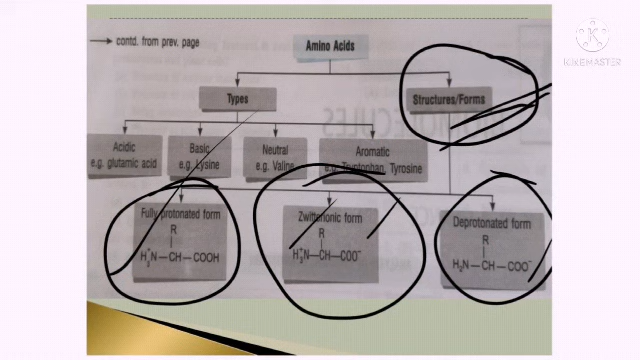 contd. from prev. page
Amino Acids
Types
Structures/Forms
Acidic
e.g. glutamic acid
Basic
e.g. Lysine
Neutral
e.g. Valine
Aromatic
e.g. Tryptophan, Tyrosine
Fully protonated form
R
H₃⁺N—CH—COOH
Zwitterionic form
R
H₃⁺N—CH—COO⁻
Deprotonated form
R
H₂N—CH—COO⁻
K
KINEMASTER